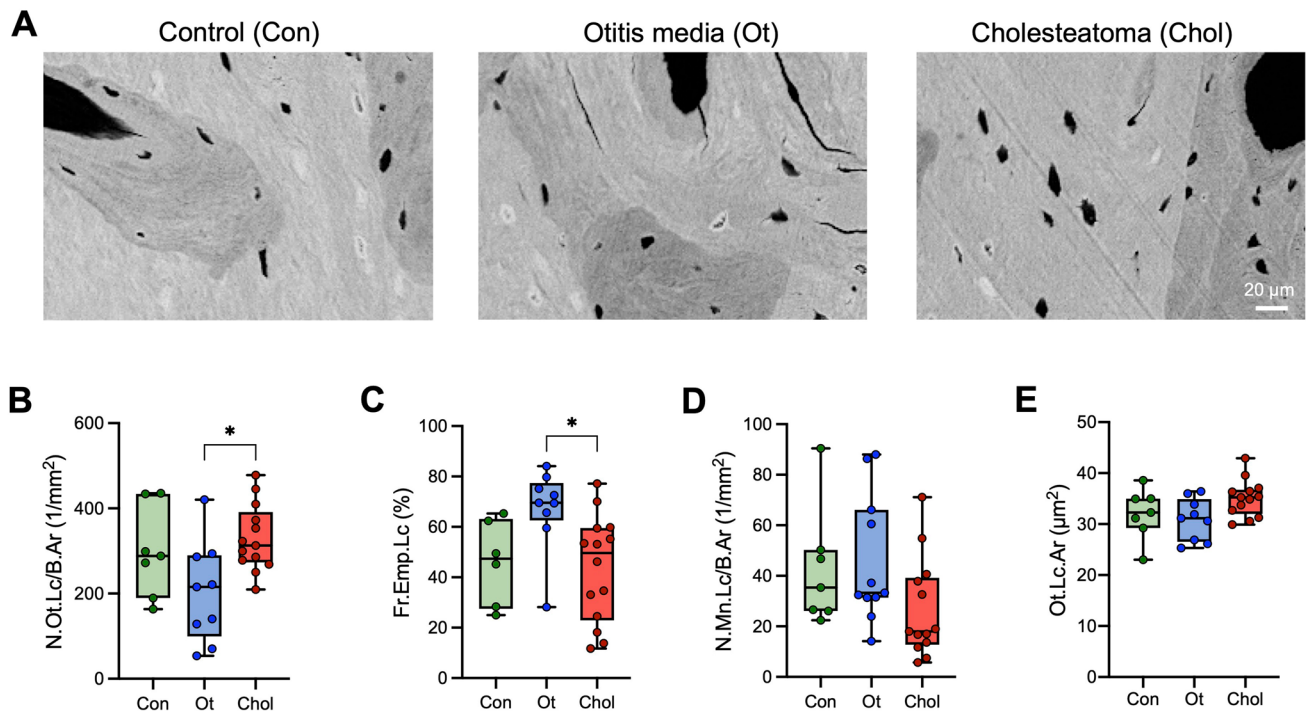 A
Control (Con)
Otitis media (Ot)
Cholesteatoma (Chol)
20 µm
B
N.Ot.Lc/B.Ar (1/mm²)
600
400
200
0
*
Con
Ot
Chol
C
Fr.Emp.Lc (%)
100
80
60
40
20
0
*
Con
Ot
Chol
D
N.Mn.Lc/B.Ar (1/mm²)
100
80
60
40
20
0
Con
Ot
Chol
E
Ot.Lc.Ar (µm²)
50
40
30
20
10
0
Con
Ot
Chol